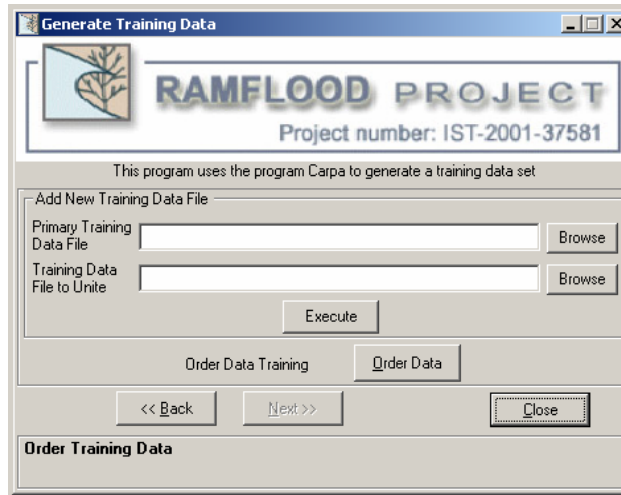 Generate Training Data
RAMFLOOD PROJECT
Project number: IST-2001-37581
This program uses the program Carpa to generate a training data set
Add New Training Data File
Primary Training
Data File
Browse
Training Data
File to Unite
Browse
Execute
Order Data Training
Order Data
<< Back
Next >>
Close
Order Training Data